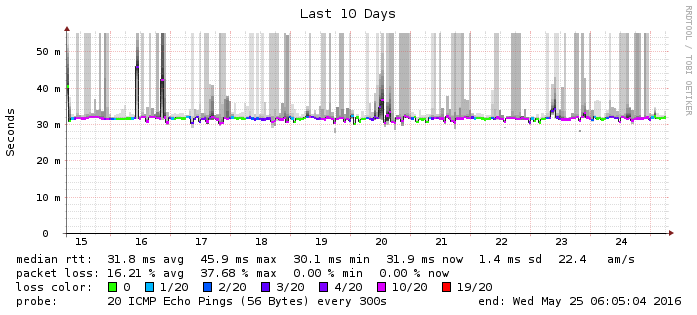 Last 10 Days
RRDTOOL / TOBI OETIKER
Seconds
50 m
40 m
30 m
20 m
10 m
0
15 16 17 18 19 20 21 22 23 24
median rtt: 31.8 ms avg 45.9 ms max 30.1 ms min 31.9 ms now 1.4 ms sd 22.4 am/s
packet loss: 16.21 % avg 37.68 % max 0.00 % min 0.00 % now
loss color: 0 1/20 2/20 3/20 4/20 10/20 19/20
probe: 20 ICMP Echo Pings (56 Bytes) every 300s end: Wed May 25 06:05:04 2016